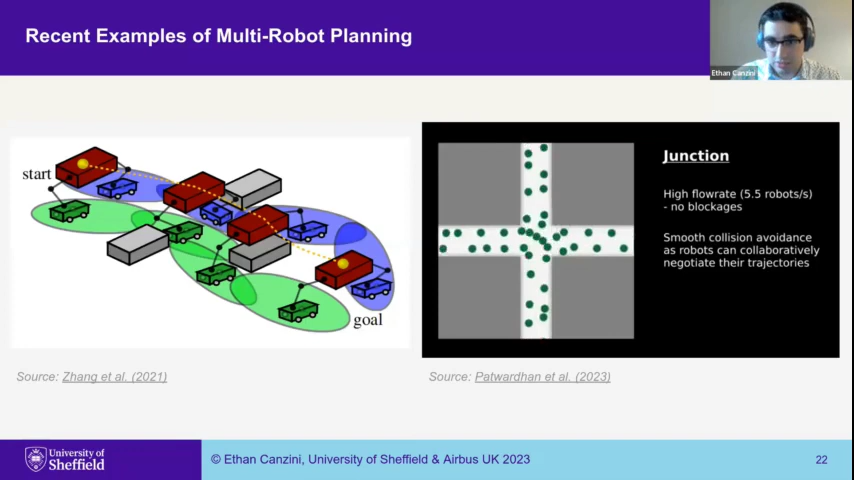 Recent Examples of Multi-Robot Planning
Ethan Canzini
start
goal
Junction
High flowrate (5.5 robots/s)
- no blockages
Smooth collision avoidance
as robots can collaboratively
negotiate their trajectories
Source: Zhang et al. (2021)
Source: Patwardhan et al. (2023)
University of
Sheffield
© Ethan Canzini, University of Sheffield & Airbus UK 2023
22